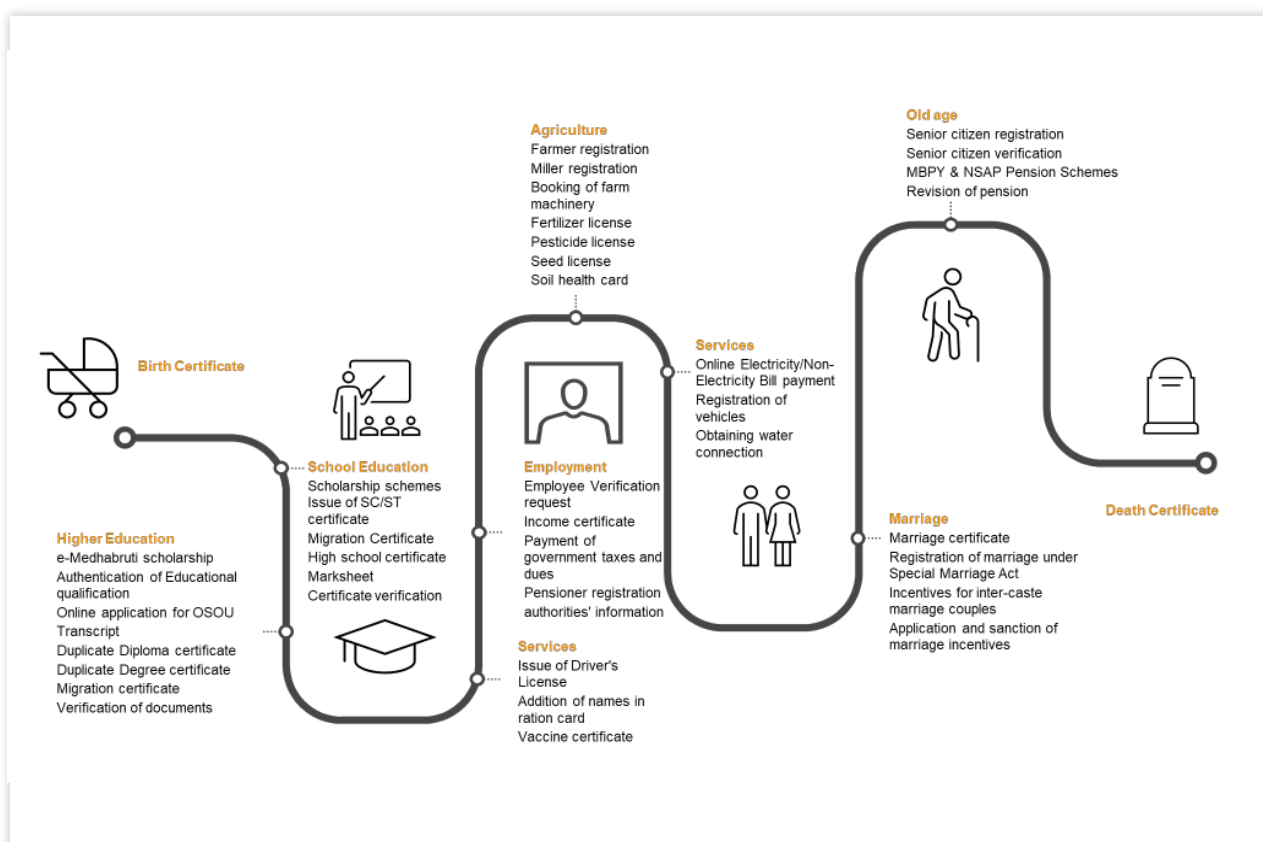 Birth Certificate
School Education
Scholarship schemes
Issue of SC/ST
certificate
Migration Certificate
High school certificate
Marksheet
Certificate verification
Higher Education
e-Medhabruti scholarship
Authentication of Educational
qualification
Online application for OSOU
Transcript
Duplicate Diploma certificate
Duplicate Degree certificate
Migration certificate
Verification of documents
Services
Issue of Driver's
License
Addition of names in
ration card
Vaccine certificate
Employment
Employee Verification
request
Income certificate
Payment of
government taxes and
dues
Pensioner registration
authorities' information
Agriculture
Farmer registration
Miller registration
Booking of farm
machinery
Fertilizer license
Pesticide license
Seed license
Soil health card
Services
Online Electricity/Non-
Electricity Bill payment
Registration of
vehicles
Obtaining water
connection
Marriage
Marriage certificate
Registration of marriage under
Special Marriage Act
Incentives for inter-caste
marriage couples
Application and sanction of
marriage incentives
Old age
Senior citizen registration
Senior citizen verification
MBPY & NSAP Pension Schemes
Revision of pension
Death Certificate